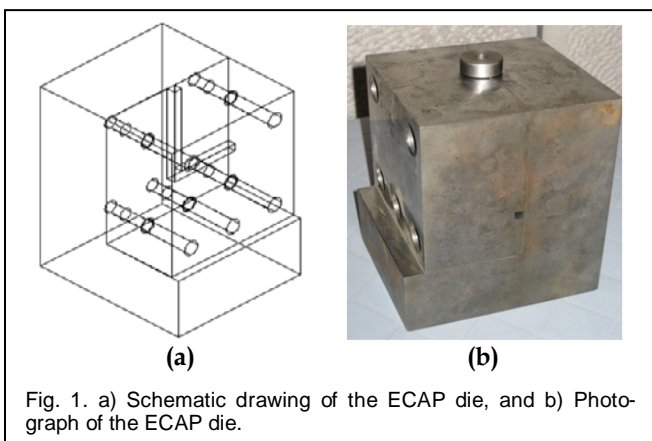 (a) (b)
Fig. 1. a) Schematic drawing of the ECAP die, and b) Photo-
graph of the ECAP die.